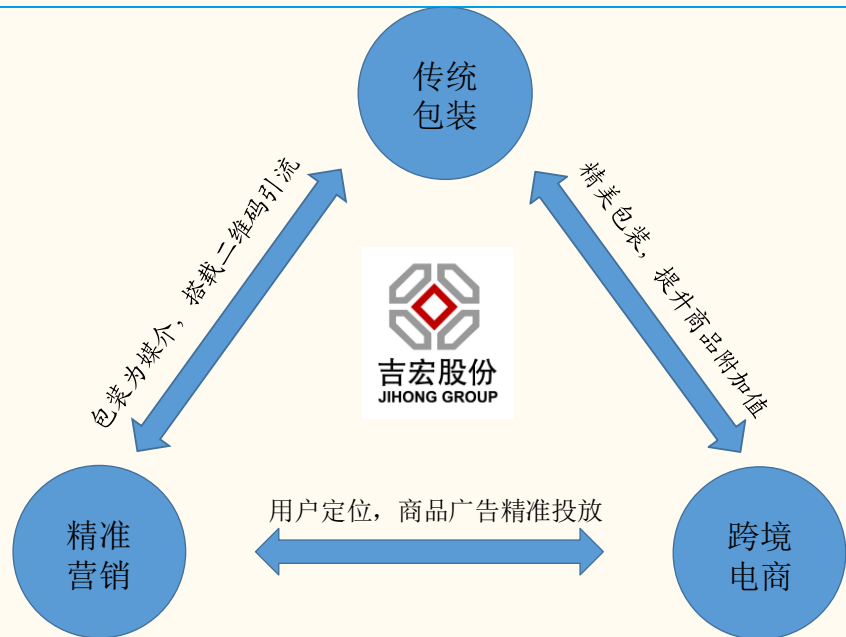 传统
包装
包装为媒介，搭载二维码引流
精美包装，提升商品附加值
吉宏股份
JIHONG GROUP
用户定位，商品广告精准投放
精准
营销
跨境
电商